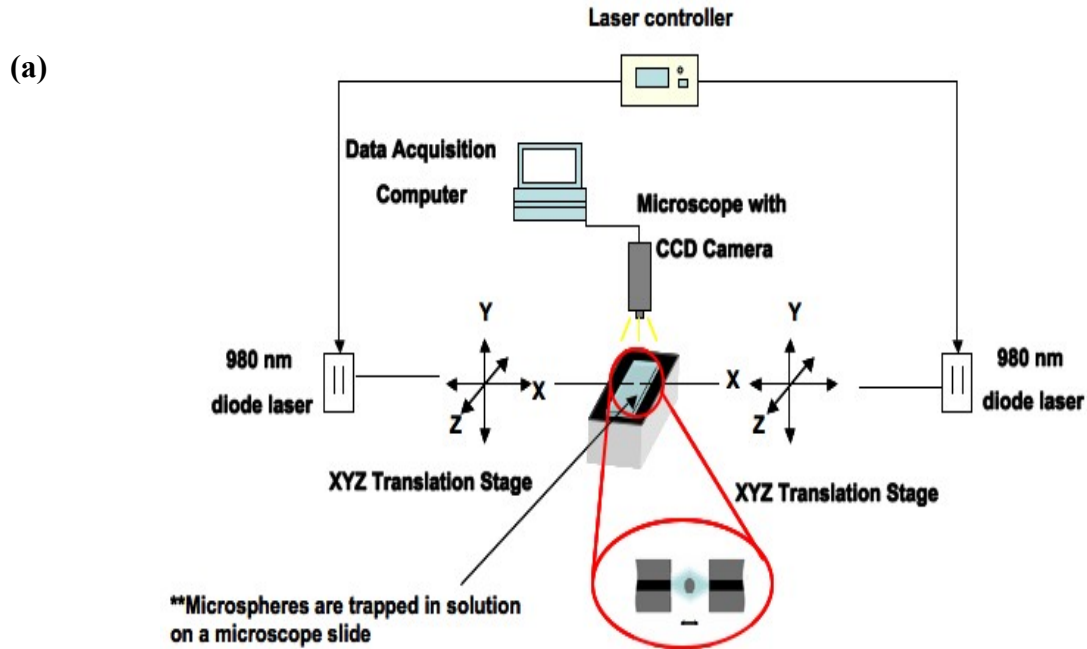 Laser controller
(a)
Data Acquisition
Computer
Microscope with
CCD Camera
Y
Y
980 nm
diode laser
X
X
980 nm
diode laser
Z
Z
XYZ Translation Stage
XYZ Translation Stage
**Microspheres are trapped in solution
on a microscope slide